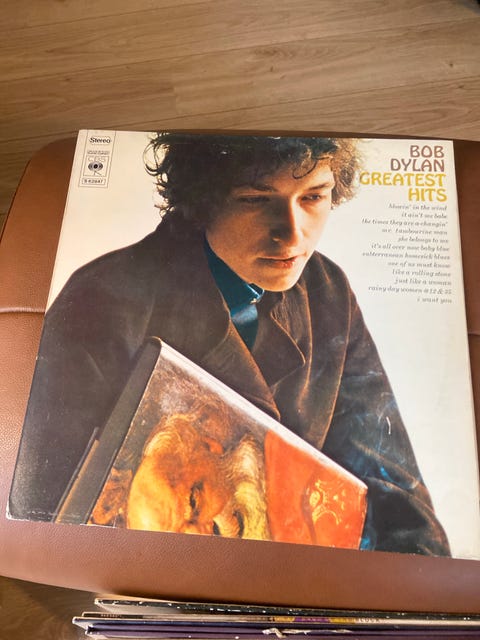 Stereo
CBS
S 62847
BOB
DYLAN
GREATEST
HITS
blowin' in the wind
it ain't me babe
the times they are a-changin'
mr. tambourine man
she belongs to me
it's all over now baby blue
subterranean homesick blues
one of us must know
like a rolling stone
just like a woman
rainy day women # 12 & 35
i want you